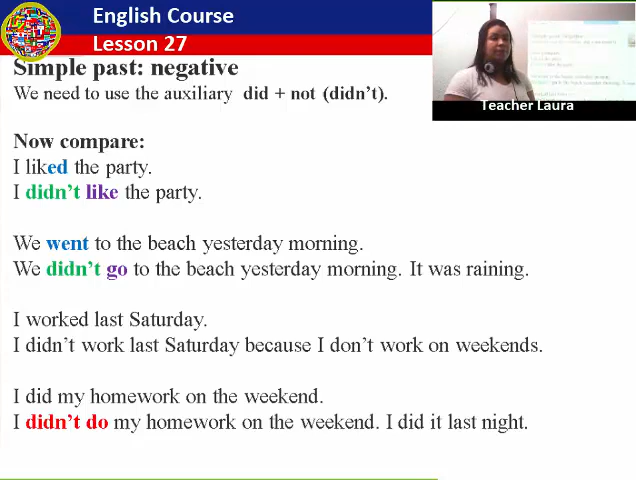 English Course
Lesson 27
Teacher Laura
Simple past: negative
We need to use the auxiliary did + not (didn't).
Now compare:
I liked the party.
I didn't like the party.
We went to the beach yesterday morning.
We didn't go to the beach yesterday morning. It was raining.
I worked last Saturday.
I didn't work last Saturday because I don't work on weekends.
I did my homework on the weekend.
I didn't do my homework on the weekend. I did it last night.